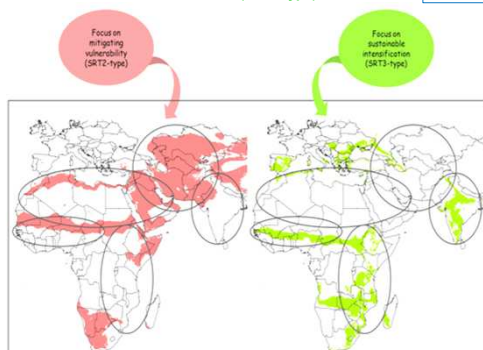 Focus on
mitigating
vulnerability
(SRT2-type)
Focus on
sustainable
intensification
(SRT3-type)